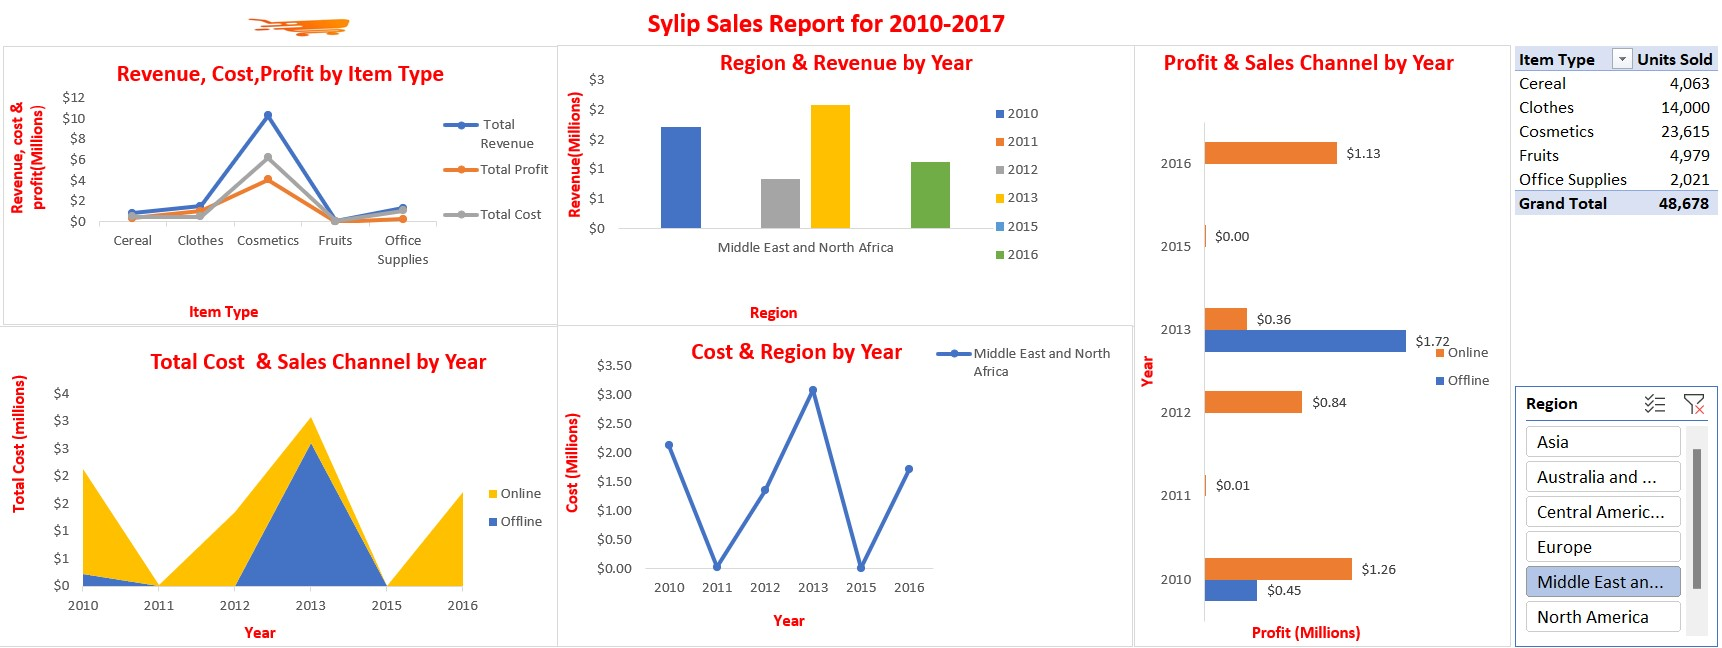 Sylip Sales Report for 2010-2017
Revenue, Cost,Profit by Item Type
Revenue, cost &
profit(Millions)
$12
$10
$8
$6
$4
$2
$0
Cereal
Clothes
Cosmetics
Fruits
Office
Supplies
Item Type
Total
Revenue
Total Profit
Total Cost
Region & Revenue by Year
Revenue(Millions)
$3
$2
$2
$1
$1
$0
Middle East and North Africa
Region
2010
2011
2012
2013
2015
2016
Total Cost  & Sales Channel by Year
Total Cost (millions)
$4
$3
$3
$2
$2
$1
$1
$0
2010
2011
2012
2013
2015
2016
Year
Online
Offline
Cost & Region by Year
Middle East and North
Africa
Cost (Millions)
$3.50
$3.00
$2.50
$2.00
$1.50
$1.00
$0.50
$0.00
2010
2011
2012
2013
2015
2016
Year
Profit & Sales Channel by Year
Year
2016
$1.13
2015
$0.00
2013
$0.36
$1.72
2012
$0.84
2011
$0.01
2010
$1.26
$0.45
Profit (Millions)
Online
Offline
Item Type Units Sold
Cereal 4,063
Clothes 14,000
Cosmetics 23,615
Fruits 4,979
Office Supplies 2,021
Grand Total 48,678
Region
Asia
Australia and ...
Central Americ...
Europe
Middle East an...
North America